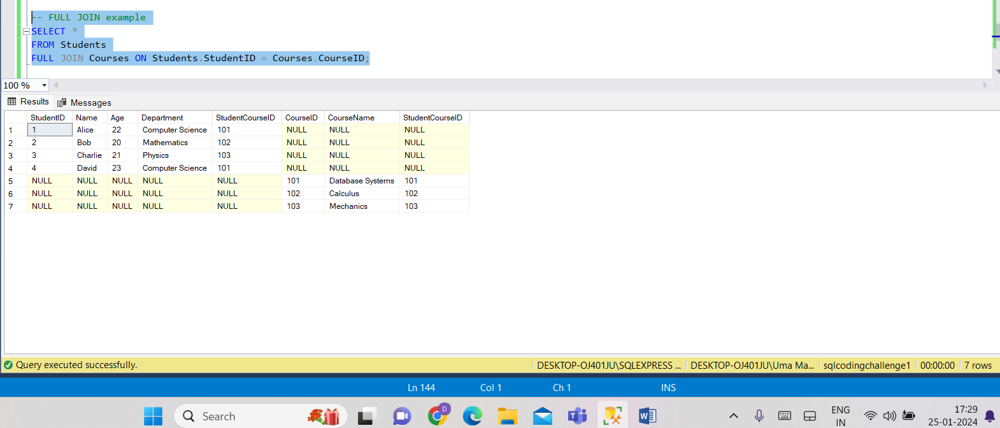 -- FULL JOIN example
SELECT *
FROM Students
FULL JOIN Courses ON Students.StudentID = Courses.CourseID;
100 %
Results Messages
StudentID Name Age Department StudentCourseID CourseID CourseName StudentCourseID
1 1 Alice 22 Computer Science 101 NULL NULL NULL
2 2 Bob 20 Mathematics 102 NULL NULL NULL
3 3 Charlie 21 Physics 103 NULL NULL NULL
4 4 David 23 Computer Science 101 NULL NULL NULL
5 NULL NULL NULL NULL NULL 101 Database Systems 101
6 NULL NULL NULL NULL NULL 102 Calculus 102
7 NULL NULL NULL NULL NULL 103 Mechanics 103
Query executed successfully. DESKTOP-OJ401JU\SQLEXPRESS ... DESKTOP-OJ401JU\Uma Ma... sqlcodingchallenge1 00:00:00 7 rows
Ln 144 Col 1 Ch 1 INS
Search D ENG 17:29
IN 25-01-2024